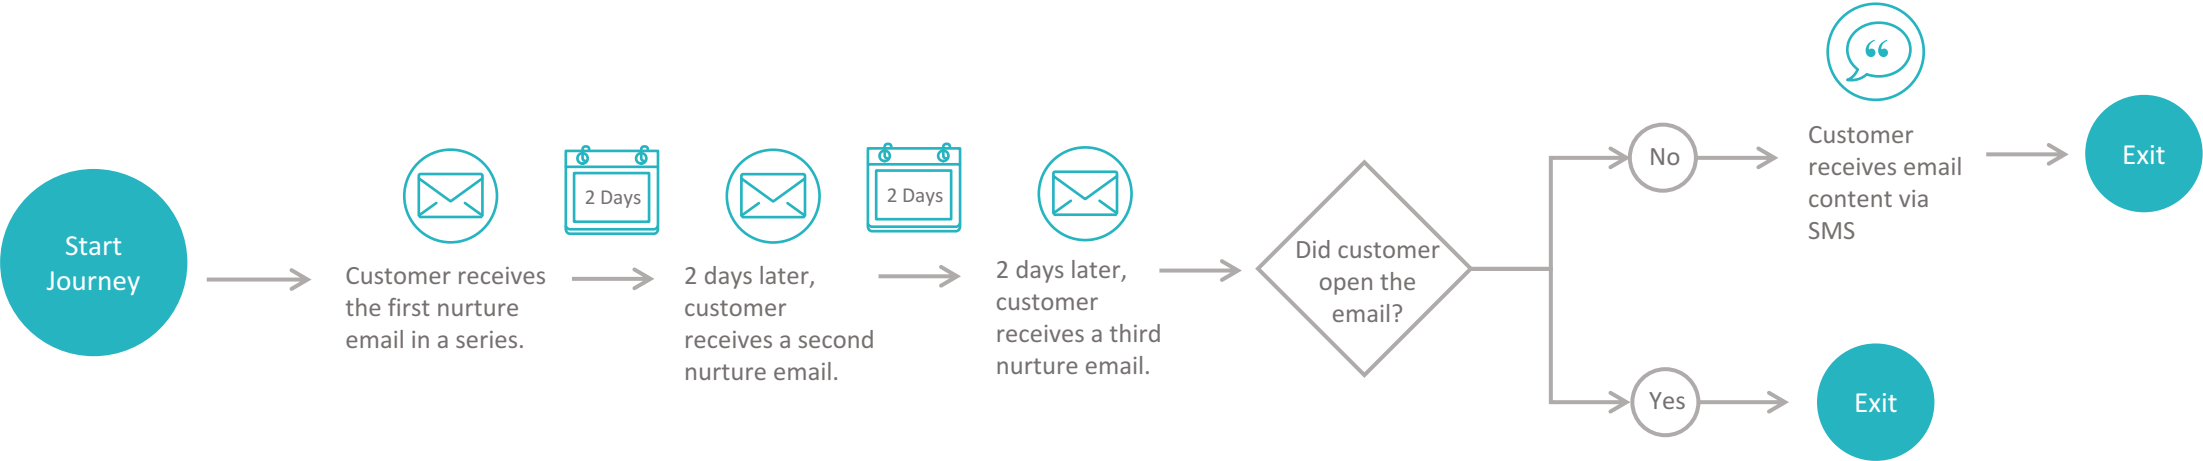 Start
Journey
Customer receives
the first nurture
email in a series.
2 Days
2 days later,
customer
receives a second
nurture email.
2 Days
2 days later,
customer
receives a third
nurture email.
Did customer
open the
email?
No
Customer
receives email
content via
SMS
Exit
Yes
Exit